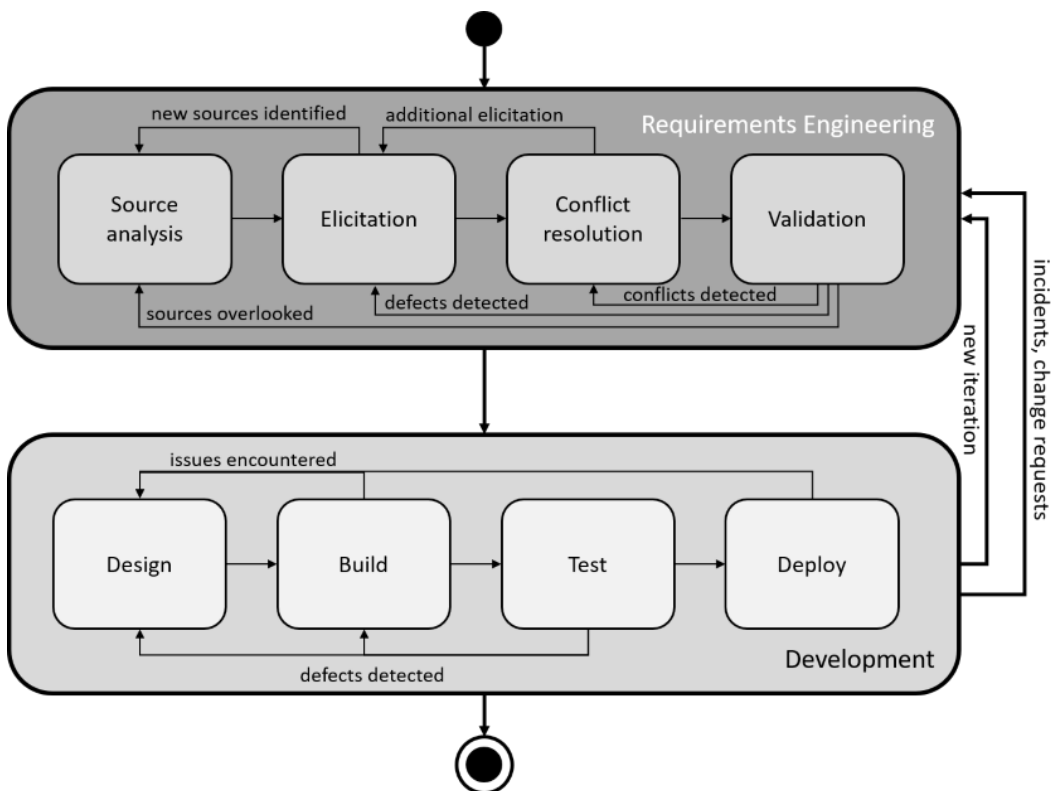 new sources identified
additional elicitation
Requirements Engineering
Source
analysis
Elicitation
Conflict
resolution
Validation
conflicts detected
defects detected
sources overlooked
incidents, change requests
new iteration
issues encountered
Design
Build
Test
Deploy
defects detected
Development